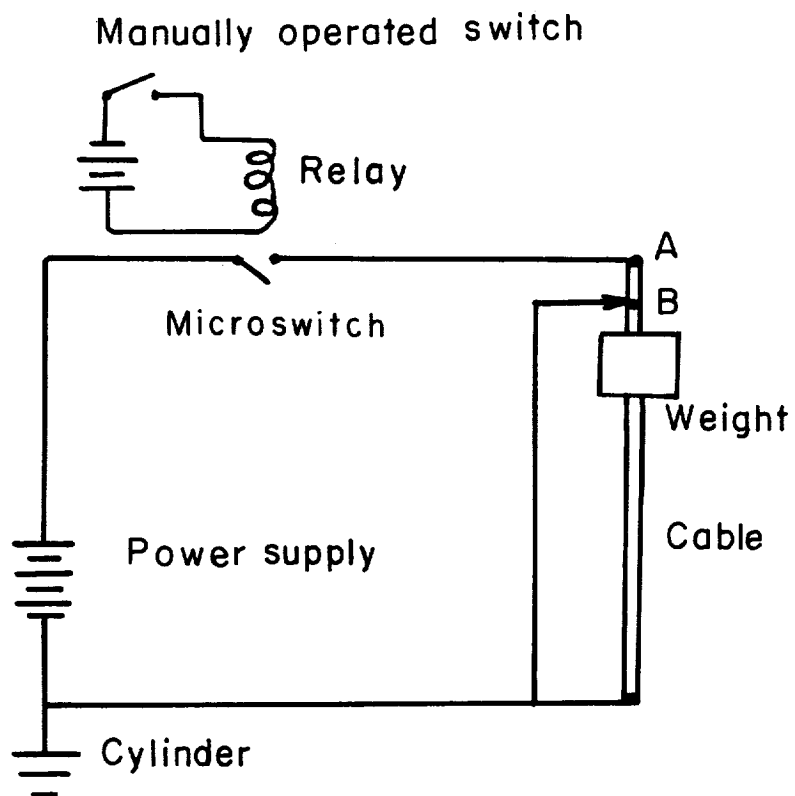 Manually operated switch
Relay
A
B
Microswitch
Weight
Cable
Power supply
Cylinder